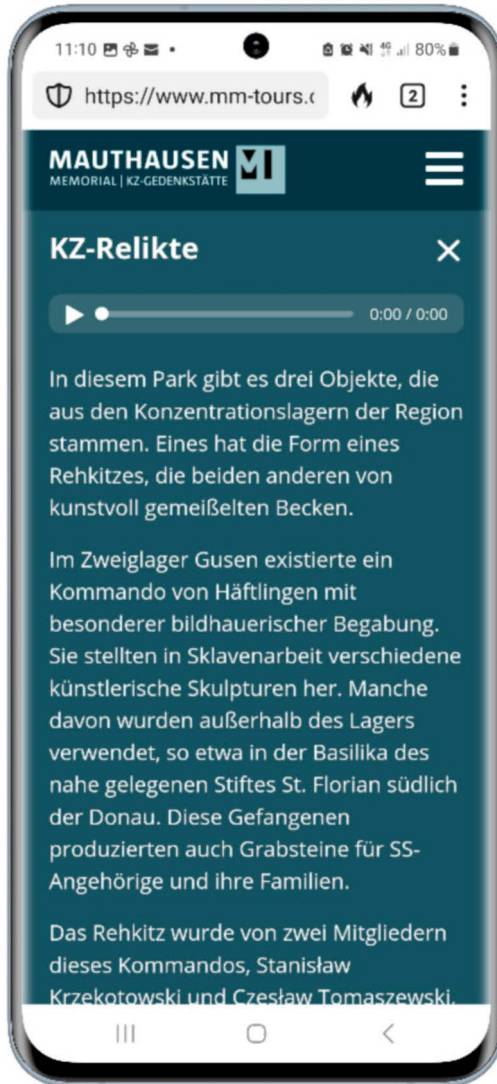 11:10
4G
80%
https://www.mm-tours.c
2
MAUTHAUSEN
MEMORIAL | KZ-GEDENKSTÄTTE
KZ-Relikte
0:00 / 0:00
In diesem Park gibt es drei Objekte, die
aus den Konzentrationslagern der Region
stammen. Eines hat die Form eines
Rehkitzes, die beiden anderen von
kunstvoll gemeißelten Becken.
Im Zweiglager Gusen existierte ein
Kommando von Häftlingen mit
besonderer bildhauerischer Begabung.
Sie stellten in Sklavenarbeit verschiedene
künstlerische Skulpturen her. Manche
davon wurden außerhalb des Lagers
verwendet, so etwa in der Basilika des
nahe gelegenen Stiftes St. Florian südlich
der Donau. Diese Gefangenen
produzierten auch Grabsteine für SS-
Angehörige und ihre Familien.
Das Rehkitz wurde von zwei Mitgliedern
dieses Kommandos, Stanisław
Krzekotowski und Czesław Tomaszewski,